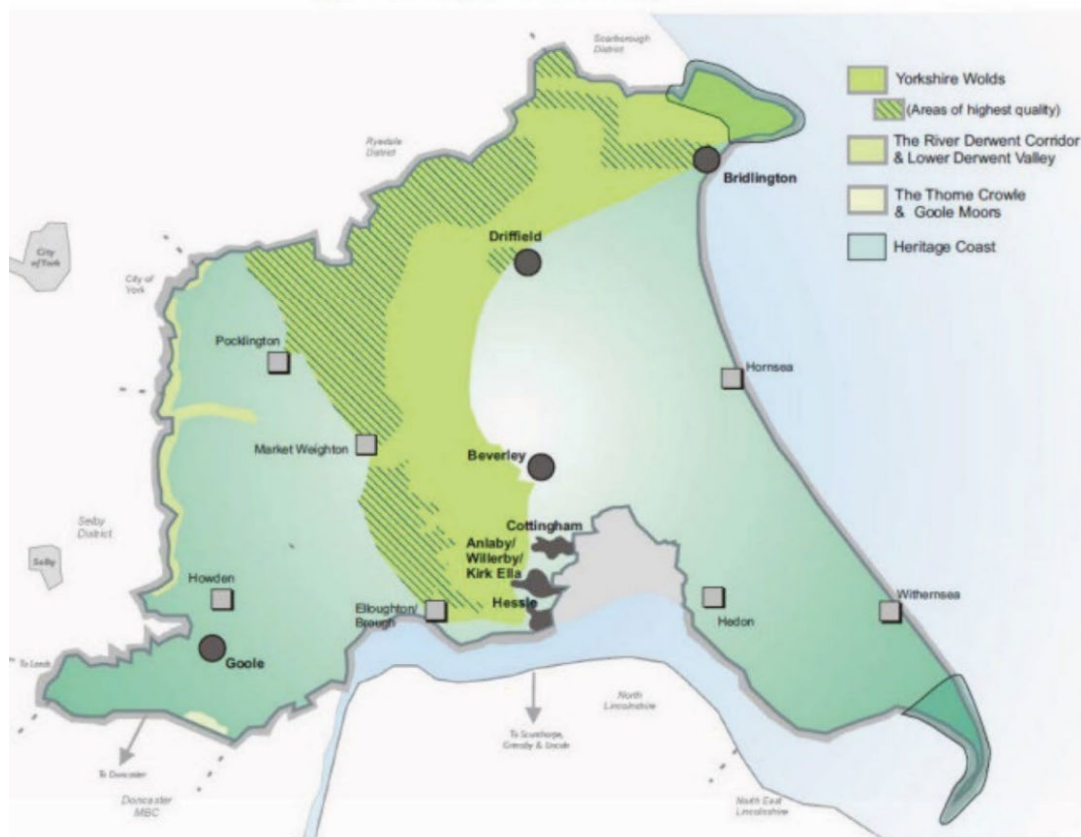 Scarborough
District
Yorkshire Wolds
(Areas of highest quality)
The River Derwent Corridor
& Lower Derwent Valley
The Thorne Crowle
& Goole Moors
Heritage Coast
Ryedale
District
Bridlington
Driffield
City
of York
City of
York
Pocklington
Hornsea
Market Weighton
Beverley
Selby
District
Cottingham
Anlaby/
Willerby/
Kirk Ella
Selby
Howden
Hessle
Elloughton/
Brough
Hedon
Withernsea
To Leeds
Goole
North
Lincolnshire
To Scunthorpe,
Grimsby & Lincoln
To Doncaster
Doncaster
MBC
North East
Lincolnshire